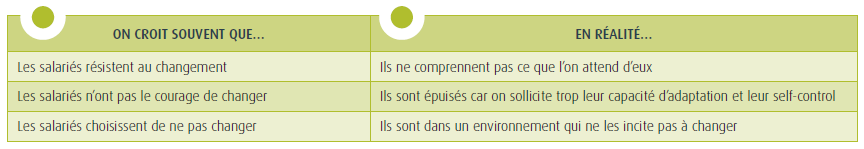 ON CROIT SOUVENT QUE... EN RÉALITÉ...
Les salariés résistent au changement Ils ne comprennent pas ce que l'on attend d'eux
Les salariés n'ont pas le courage de changer Ils sont épuisés car on sollicite trop leur capacité d'adaptation et leur self-control
Les salariés choisissent de ne pas changer Ils sont dans un environnement qui ne les incite pas à changer